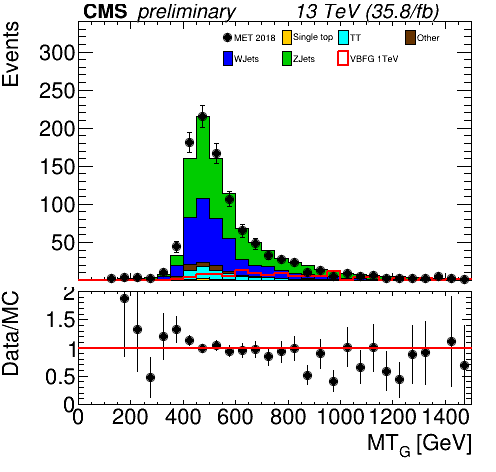 CMS preliminary 13 TeV (35.8/fb)
Events
MET 2018 Single top TT Other
WJets ZJets VBFG 1TeV
300
250
200
150
100
50
Data/MC
2
1.5
1
0.5
0
0 200 400 600 800 1000 1200 1400
MT_G [GeV]